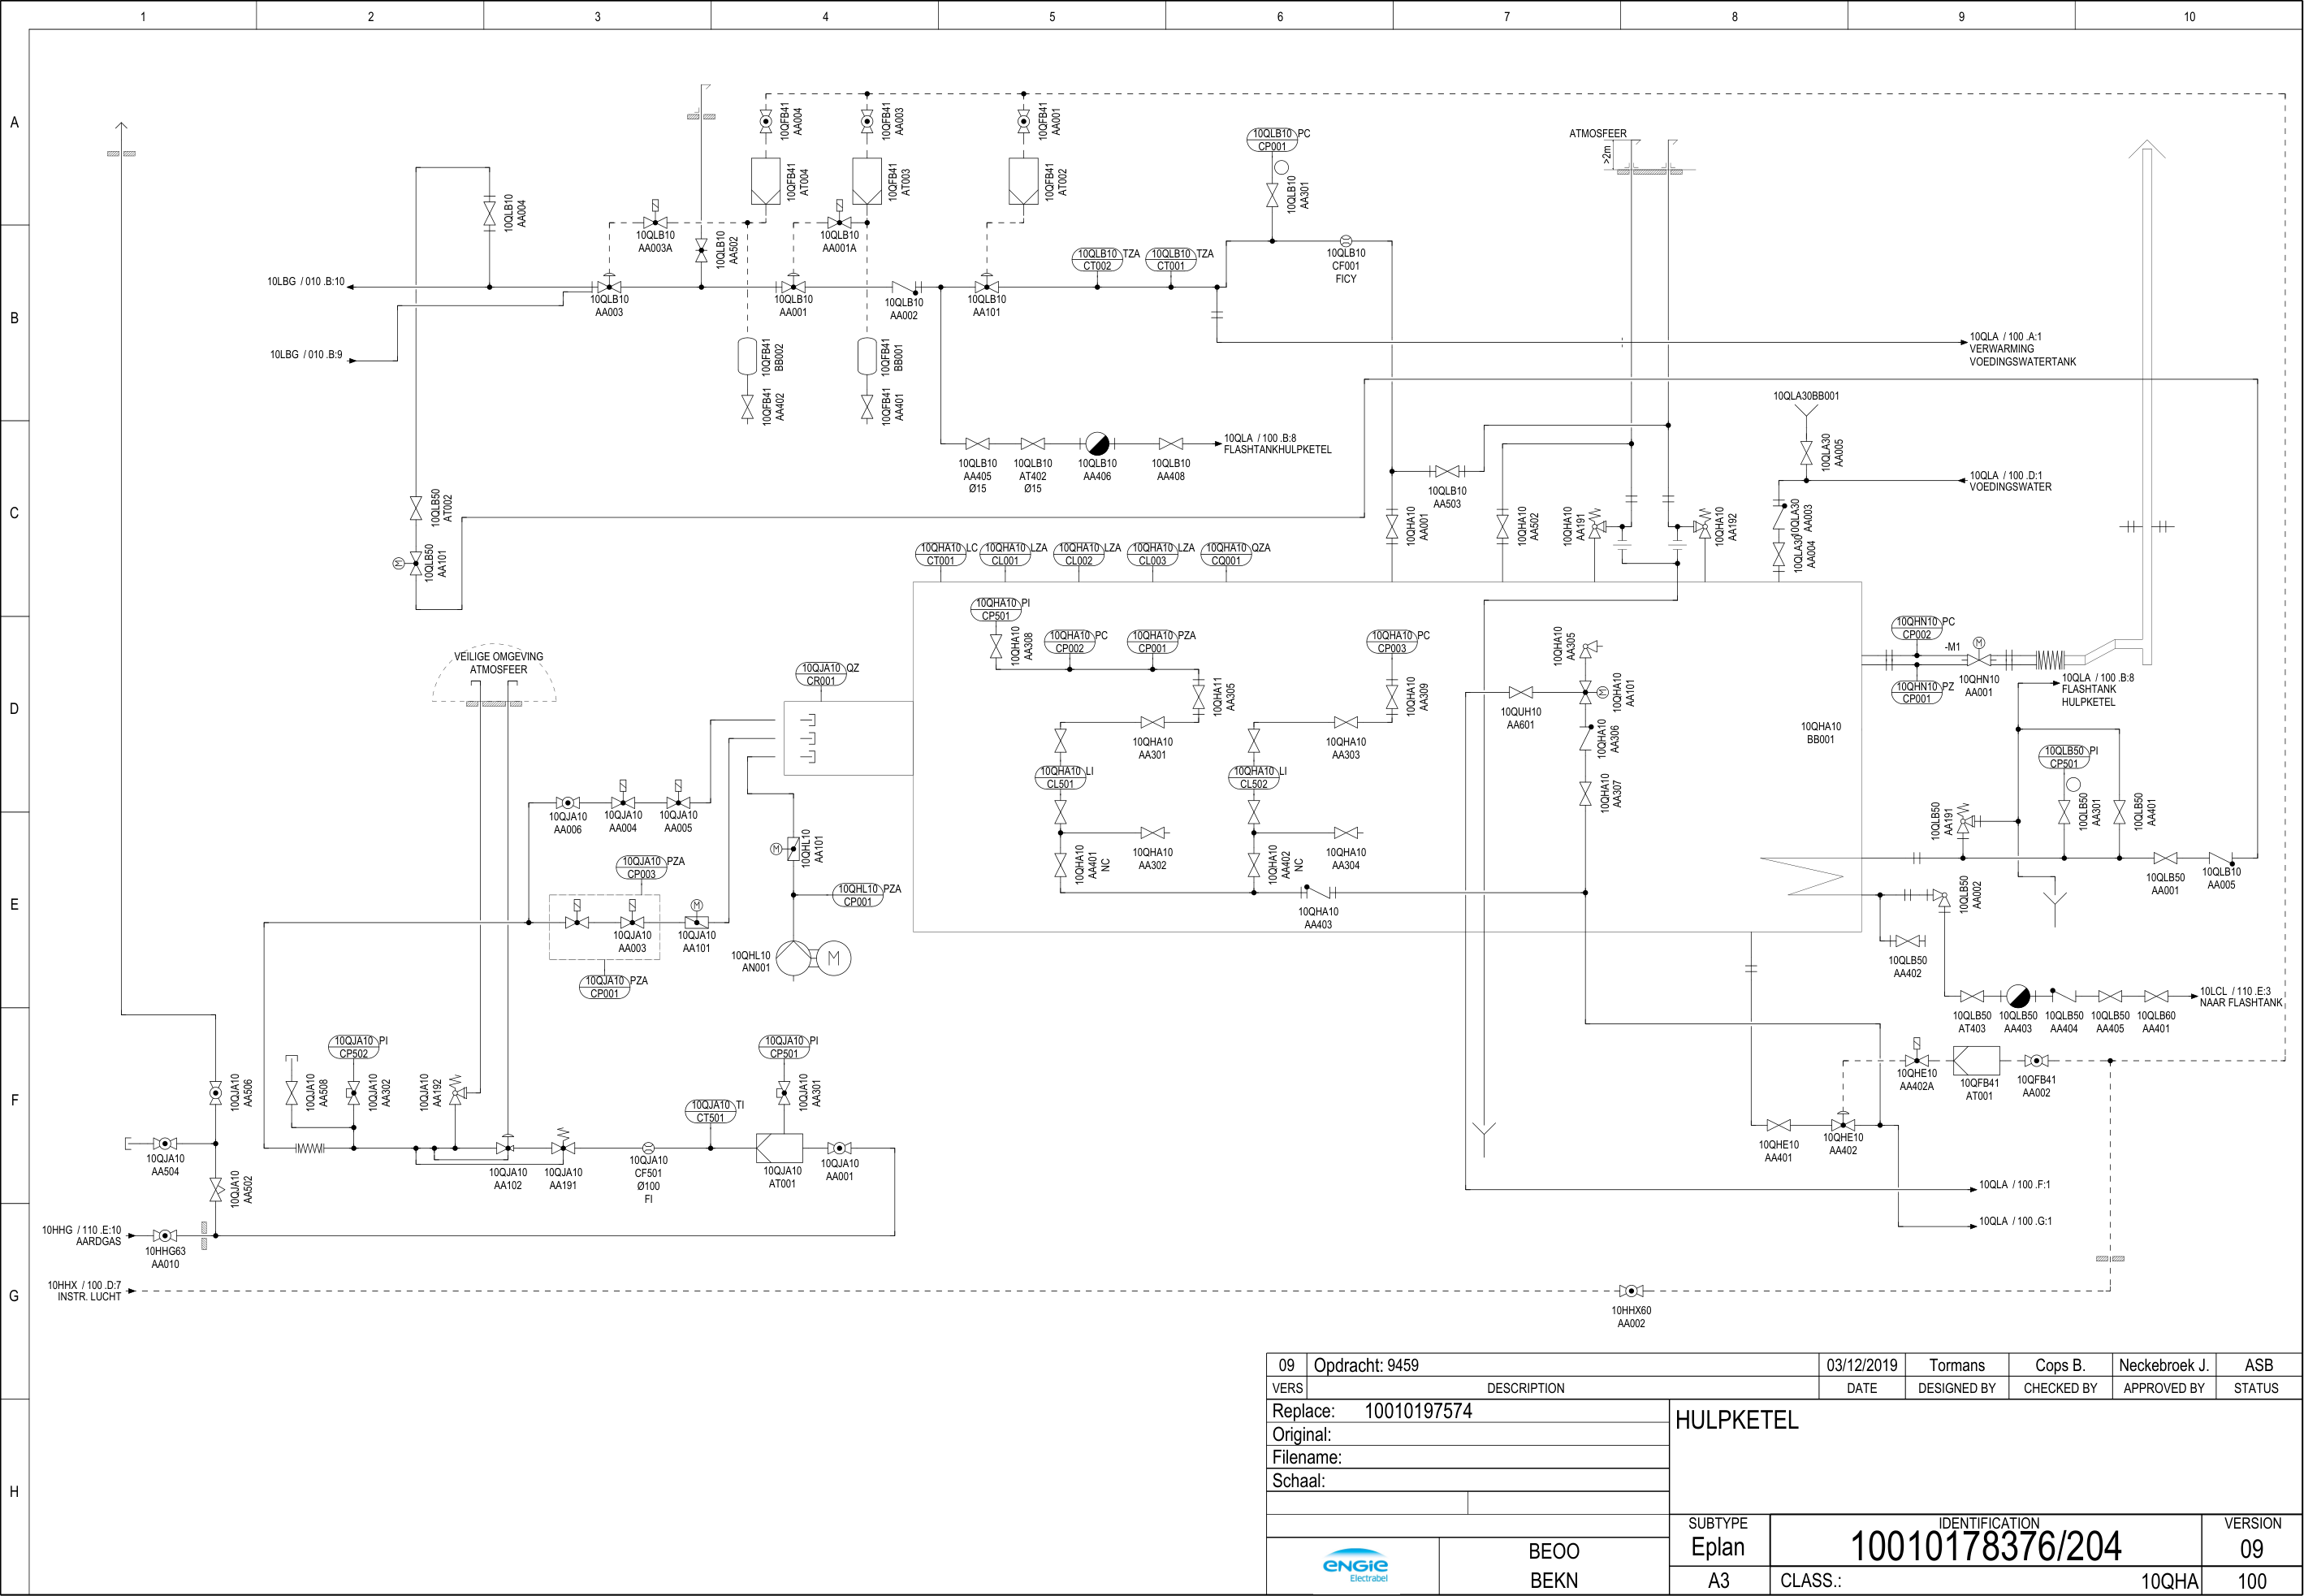 1 2 3 4 5 6 7 8 9 10
A
B
C
D
E
F
G
H
10QFB41
AA004
10QFB41
AA003
10QFB41
AA001
10QFB41
AT004
10QFB41
AT003
10QFB41
AT002
10QLB10 PC
CP001
10QLB10
AA301
ATMOSFEER
>2m
10QLB10
AA004
10QLB10
AA003A
10QLB10
AA502
10QLB10
AA001A
10QLB10 TZA
CT002
10QLB10 TZA
CT001
10QLB10
CF001
FICY
10LBG / 010 .B:10
10QLB10
AA003
10QLB10
AA001
10QLB10
AA002
10QLB10
AA101
10LBG / 010 .B:9
10QFB41
BB002
10QFB41
BB001
10QFB41
AA402
10QFB41
AA401
10QLA / 100 .A:1
VERWARMING
VOEDINGSWATERTANK
10QLA30BB001
10QLA30
AA005
10QLA / 100 .B:8
FLASHTANKHULPKETEL
10QLB10
AA405
Ø15
10QLB10
AT402
Ø15
10QLB10
AA406
10QLB10
AA408
10QLB10
AA503
10QLA / 100 .D:1
VOEDINGSWATER
10QLB50
AT002
10QLB50
AA101
M
10QHA10
AA001
10QHA10
AA502
10QHA10
AA191
10QHA10
AA192
10QLA30
AA003
10QLA30
AA004
10QHA10 LC
CT001
10QHA10 LZA
CL001
10QHA10 LZA
CL002
10QHA10 LZA
CL003
10QHA10 QZA
CQ001
10QHA10 PI
CP501
10QHA10
AA308
10QHA10 PC
CP002
10QHA10 PZA
CP001
10QHA10 PC
CP003
10QHA10
AA305
10QHN10 PC
CP002
-M1
M
10QHN10 PZ
CP001
10QHN10
AA001
10QLA / 100 .B:8
FLASHTANK
HULPKETEL
VEILIGE OMGEVING
ATMOSFEER
10QJA10 QZ
CR001
10QHA11
AA305
10QHA10
AA309
10QUH10
AA601
M
10QHA10
AA101
10QHA10
AA306
10QHA10
BB001
10QHA10
AA301
10QHA10
AA303
10QHA10 LI
CL501
10QHA10 LI
CL502
10QHA10
AA307
10QLB50 PI
CP501
10QLB50
AA191
10QLB50
AA301
10QLB50
AA401
10QJA10
AA006
10QJA10
AA004
10QJA10
AA005
M
10QHL10
AA101
10QHA10
AA401
NC
10QHA10
AA302
10QHA10
AA402
NC
10QHA10
AA304
10QJA10 PZA
CP003
10QHL10 PZA
CP001
10QLB50
AA001
10QLB10
AA005
10QLB50
AA002
M
10QJA10
AA003
10QJA10
AA101
10QHA10
AA403
10QHL10
AN001
M
10QJA10 PZA
CP001
10QLB50
AA402
10LCL / 110 .E:3
NAAR FLASHTANK
10QLB50
AT403
10QLB50
AA403
10QLB50
AA404
10QLB50
AA405
10QLB60
AA401
10QJA10 PI
CP502
10QJA10 PI
CP501
10QJA10
AA506
10QJA10
AA508
10QJA10
AA302
10QJA10
AA192
10QJA10 TI
CT501
10QJA10
AA301
10QHE10
AA402A
10QFB41
AT001
10QFB41
AA002
10QJA10
AA504
10QJA10
AA502
10QJA10
AA102
10QJA10
AA191
10QJA10
CF501
Ø100
FI
10QJA10
AT001
10QJA10
AA001
10QHE10
AA401
10QHE10
AA402
10QLA / 100 .F:1
10QLA / 100 .G:1
10HHG / 110 .E:10
AARDGAS
10HHG63
AA010
10HHX / 100 .D:7
INSTR. LUCHT
10HHX60
AA002
09 Opdracht: 9459 03/12/2019 Tormans Cops B. Neckebroek J. ASB
VERS DESCRIPTION DATE DESIGNED BY CHECKED BY APPROVED BY STATUS
Replace: 10010197574
Original:
Filename:
Schaal:
HULPKETEL
ENGIE
Electrabel
BEOO
BEKN
SUBTYPE
Eplan
A3
IDENTIFICATION
10010178376/204
CLASS.: 10QHA
VERSION
09
100